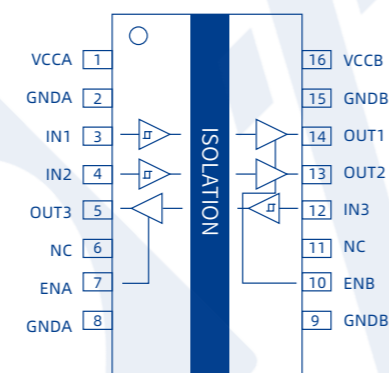 VCCA 1 16 VCCB
GNDA 2 15 GNDB
IN1 3 14 OUT1
IN2 4 13 OUT2
OUT3 5 12 IN3
NC 6 11 NC
ENA 7 10 ENB
GNDA 8 9 GNDB
ISOLATION